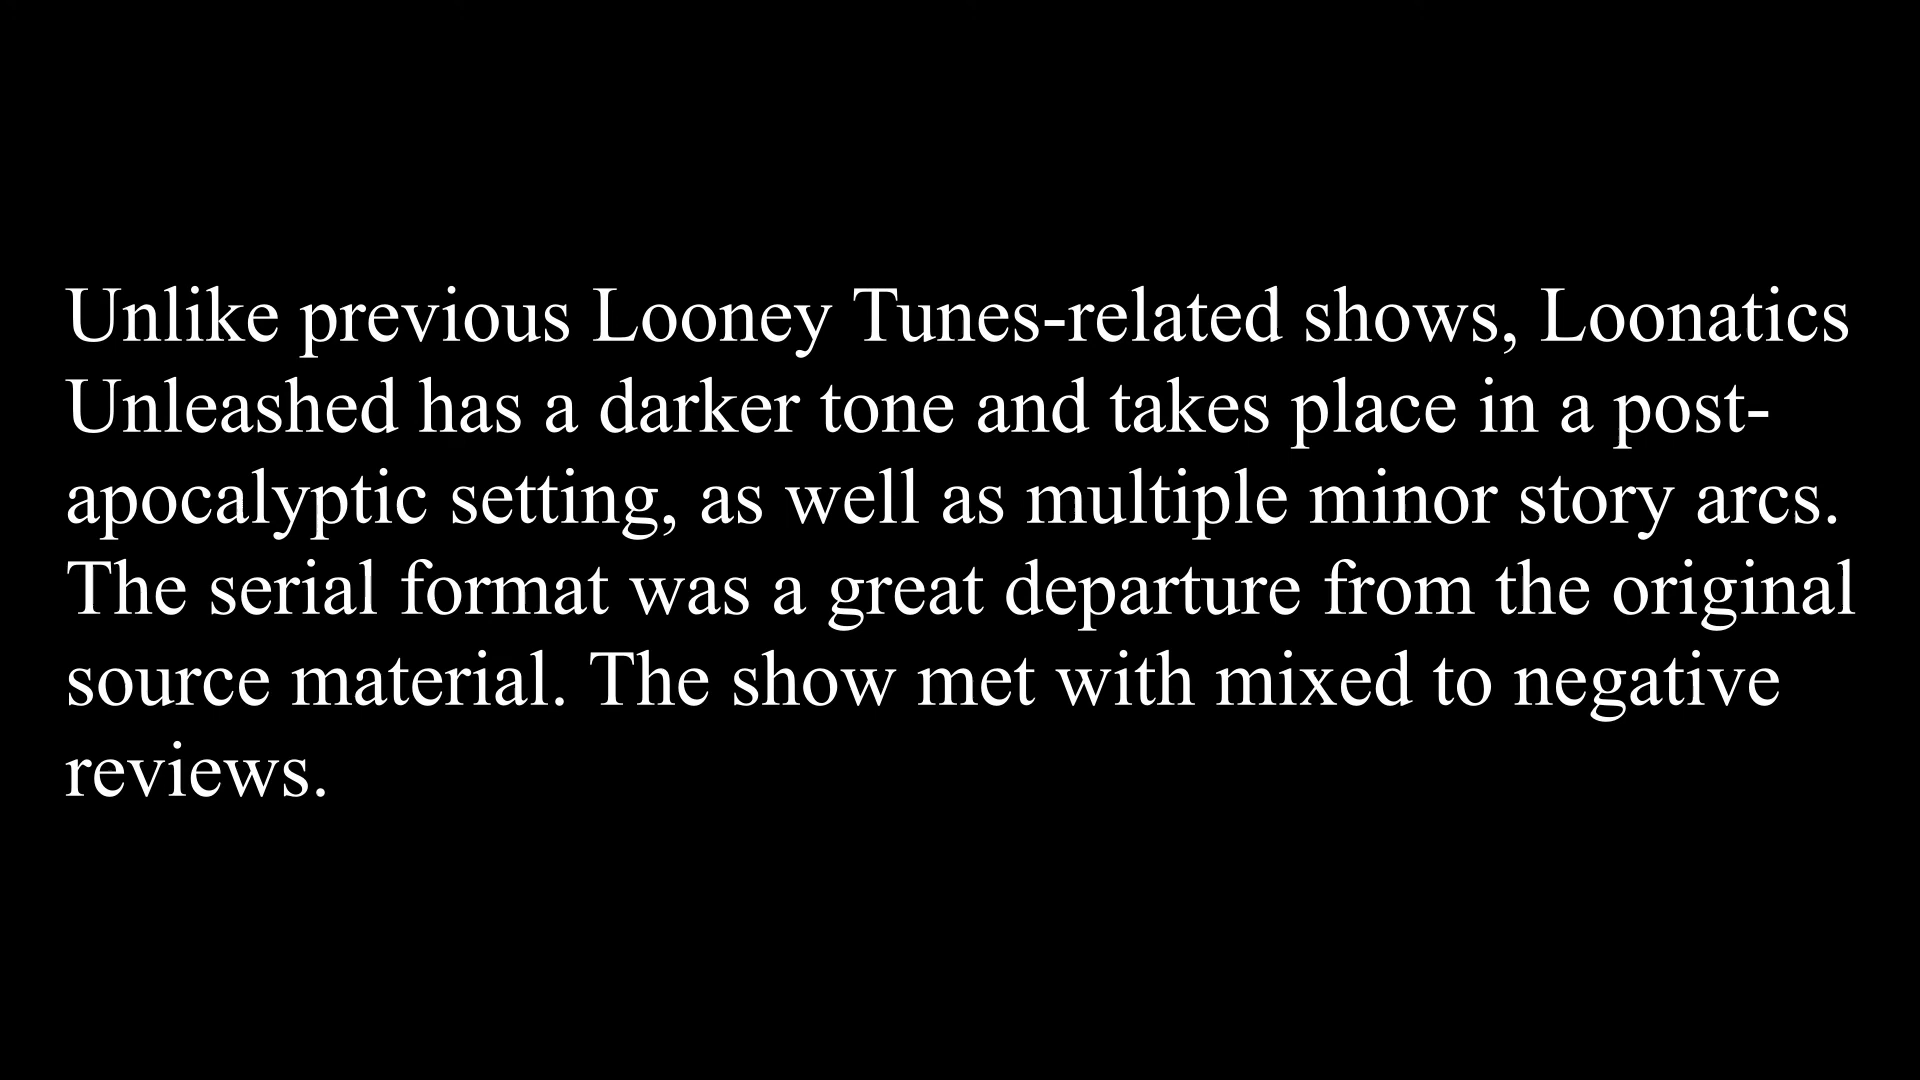 Unlike previous Looney Tunes-related shows, Loonatics
Unleashed has a darker tone and takes place in a post-
apocalyptic setting, as well as multiple minor story arcs.
The serial format was a great departure from the original
source material. The show met with mixed to negative
reviews.